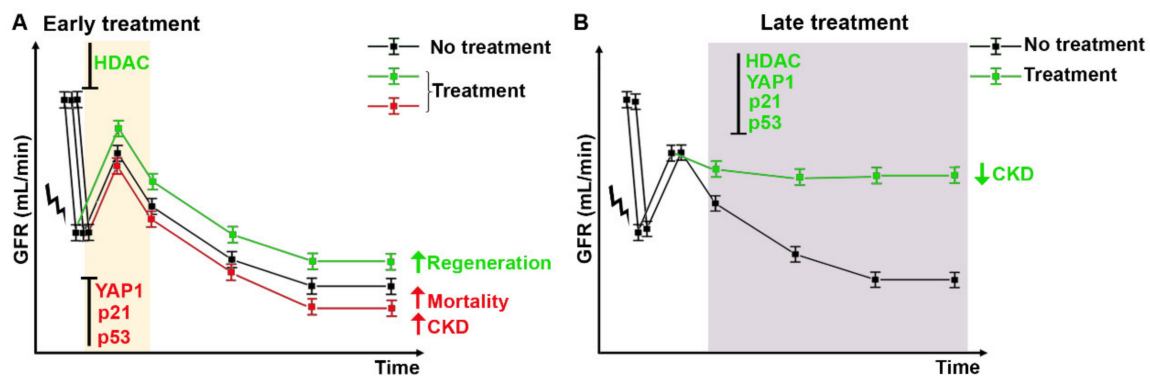 A Early treatment
HDAC
No treatment
Treatment
GFR (mL/min)
YAP1
p21
p53
Regeneration
Mortality
CKD
Time
B Late treatment
HDAC
YAP1
p21
p53
No treatment
Treatment
GFR (mL/min)
CKD
Time